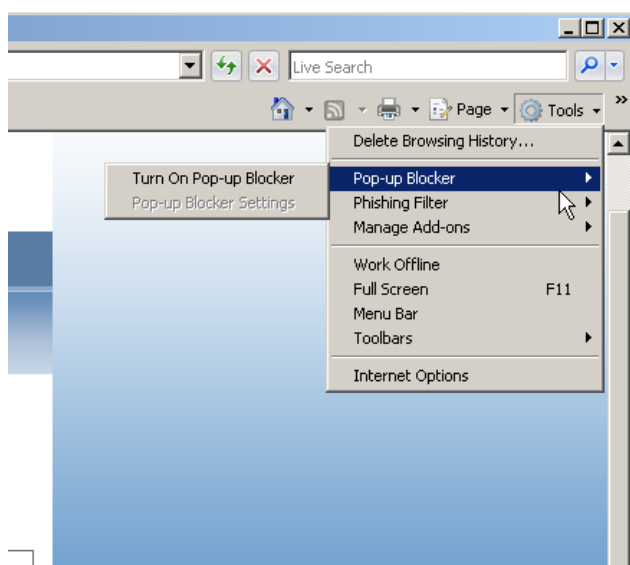 Live Search
Page
Tools
»
Delete Browsing History...
Turn On Pop-up Blocker
Pop-up Blocker Settings
Pop-up Blocker
Phishing Filter
Manage Add-ons
Work Offline
Full Screen F11
Menu Bar
Toolbars
Internet Options